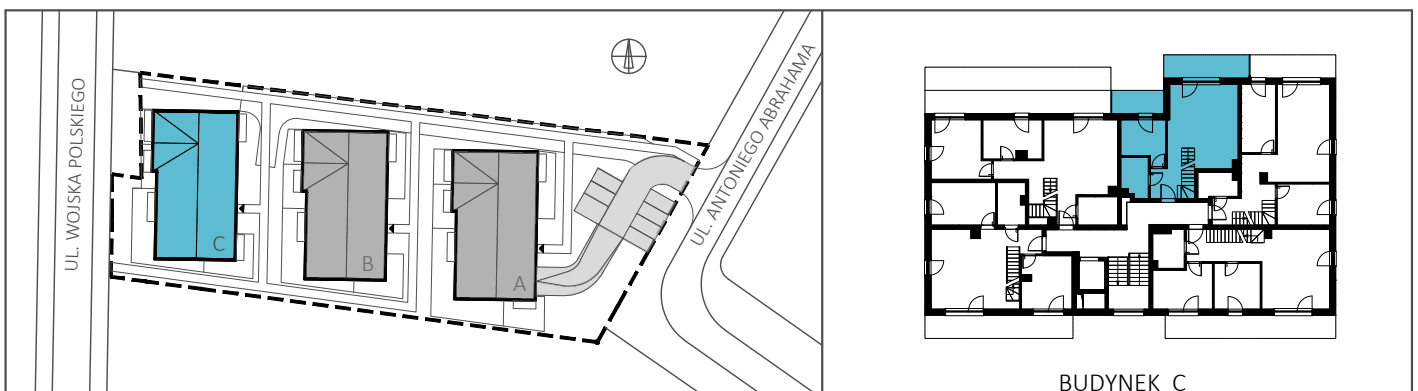 UL. WOJSKA POLSKIEGO
C
B
A
UL. ANTONIEGO ABRAHAMA
BUDYNEK C